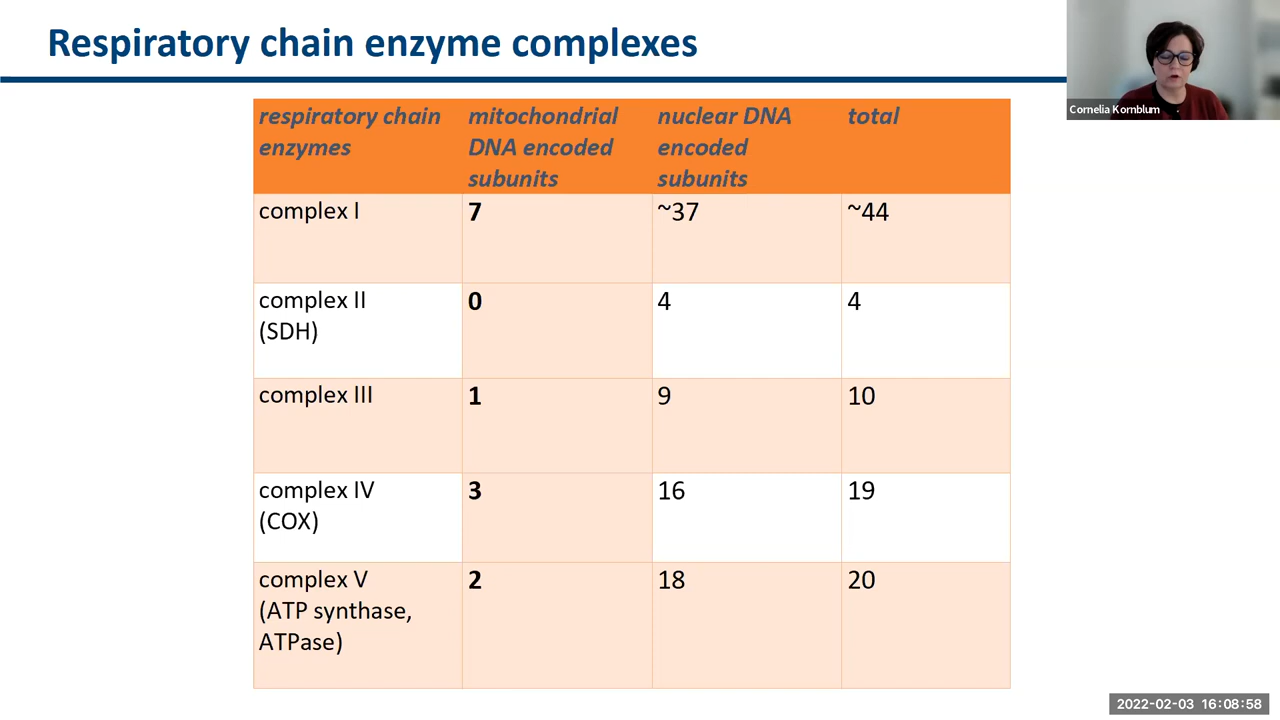 Respiratory chain enzyme complexes
Cornelia Kornblum
respiratory chain enzymes
mitochondrial DNA encoded subunits
nuclear DNA encoded subunits
total
complex I
7
~37
~44
complex II
(SDH)
0
4
4
complex III
1
9
10
complex IV
(COX)
3
16
19
complex V
(ATP synthase,
ATPase)
2
18
20
2022-02-03 16:08:58